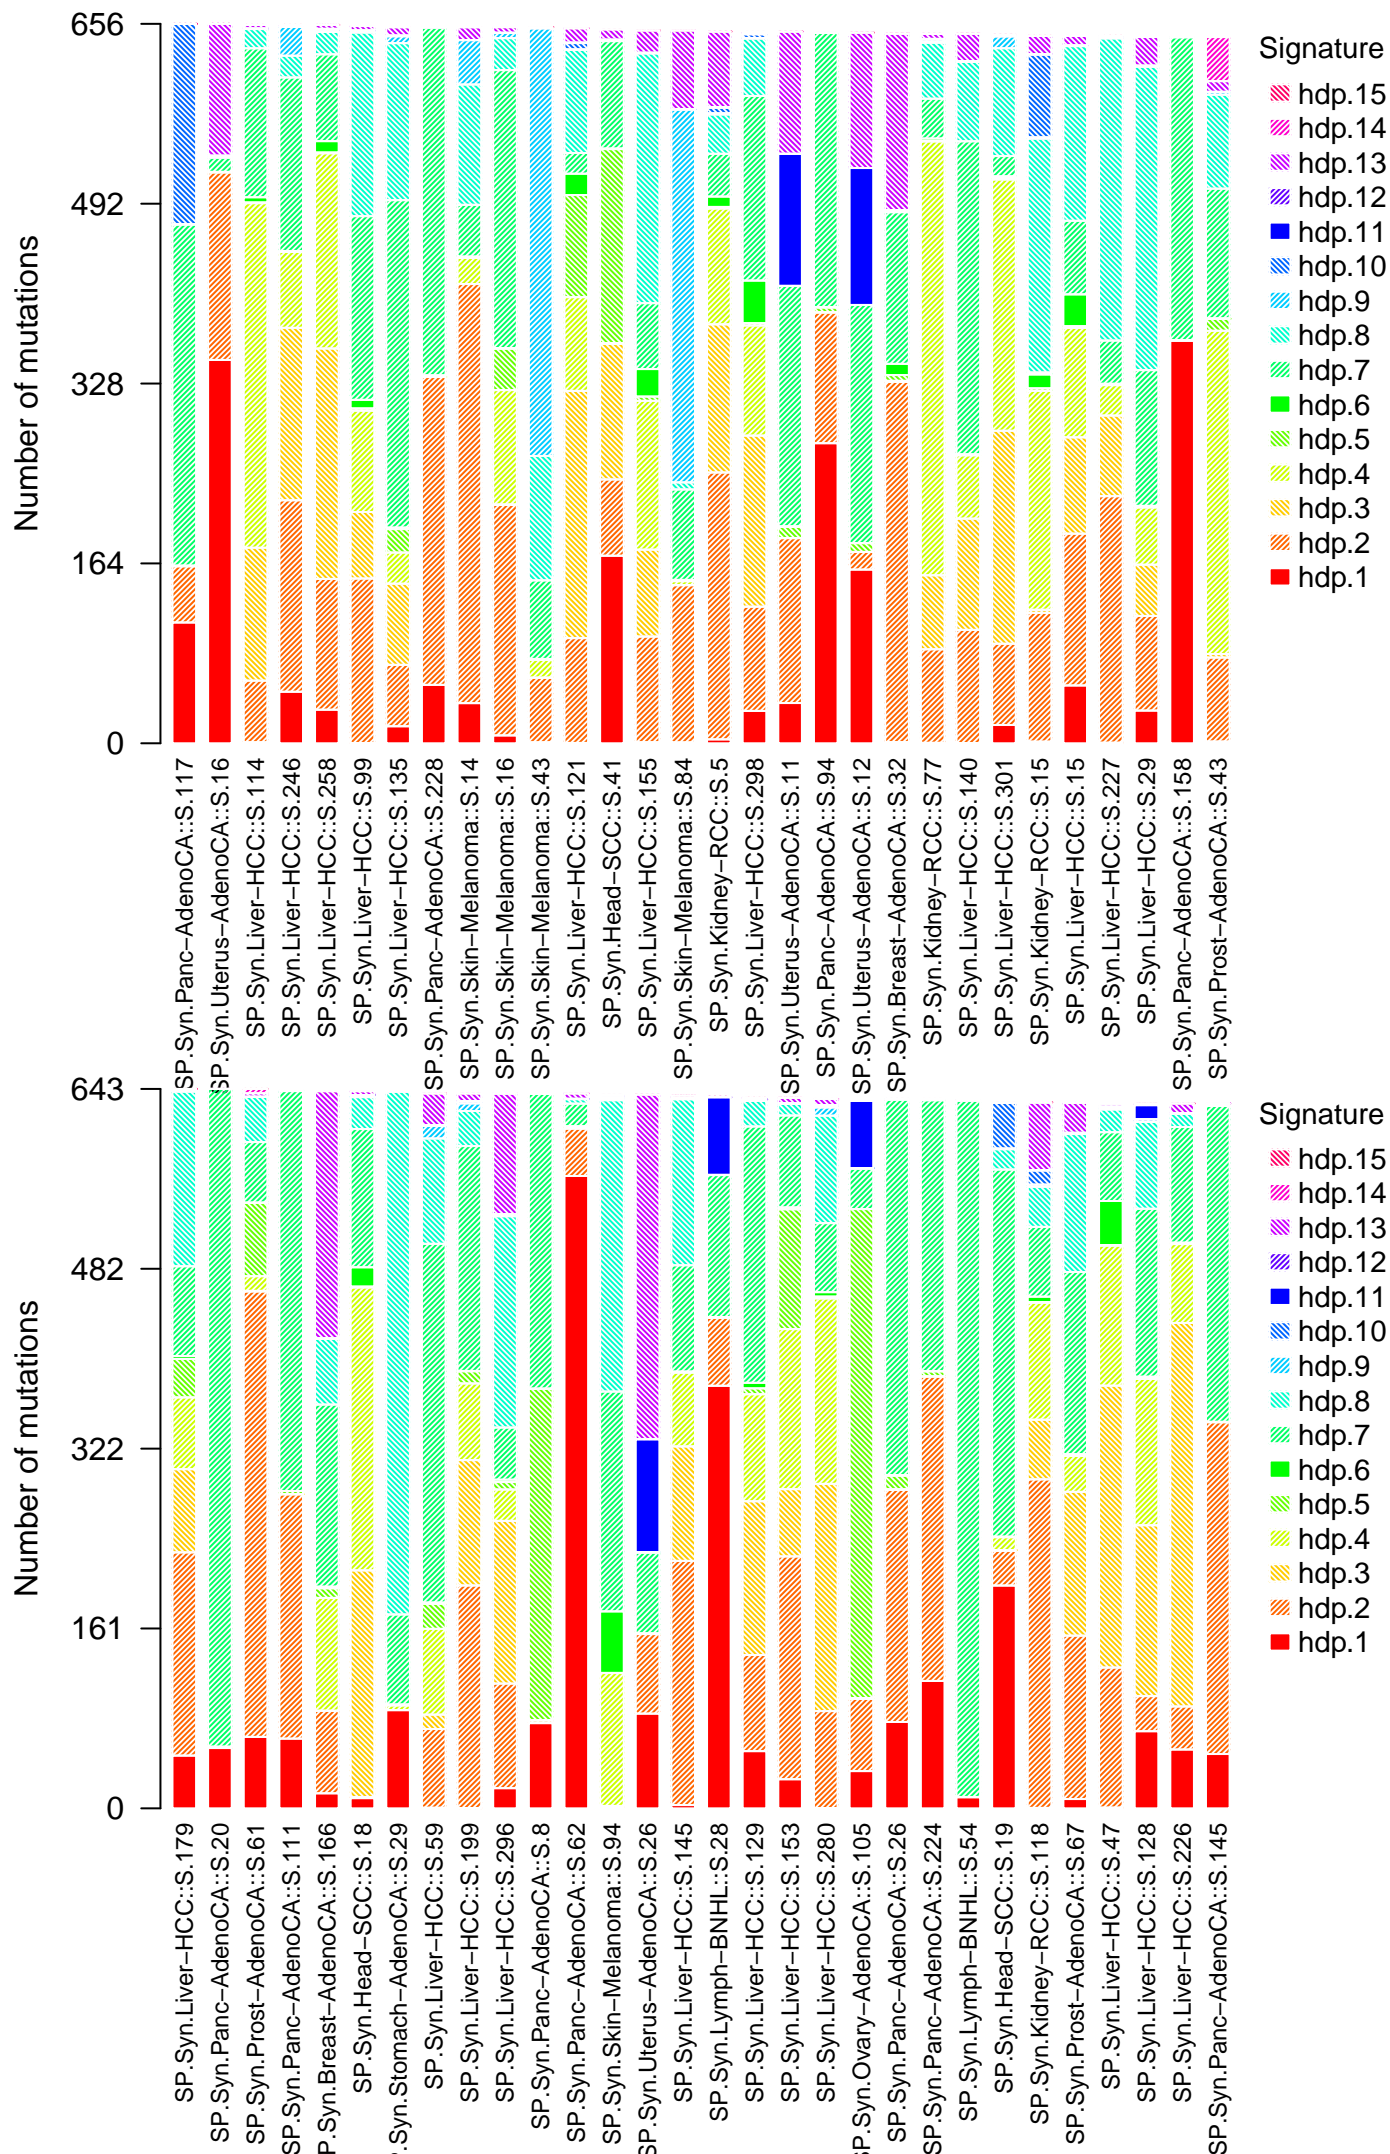 Number of mutations
656
492
328
164
0
Signature
hdp.15
hdp.14
hdp.13
hdp.12
hdp.11
hdp.10
hdp.9
hdp.8
hdp.7
hdp.6
hdp.5
hdp.4
hdp.3
hdp.2
hdp.1
SP.Syn.Panc−AdenoCA::S.117
SP.Syn.Uterus−AdenoCA::S.16
SP.Syn.Liver−HCC::S.114
SP.Syn.Liver−HCC::S.246
SP.Syn.Liver−HCC::S.258
SP.Syn.Liver−HCC::S.99
SP.Syn.Liver−HCC::S.135
SP.Syn.Panc−AdenoCA::S.228
SP.Syn.Skin−Melanoma::S.14
SP.Syn.Skin−Melanoma::S.16
SP.Syn.Skin−Melanoma::S.43
SP.Syn.Liver−HCC::S.121
SP.Syn.Head−SCC::S.41
SP.Syn.Liver−HCC::S.155
SP.Syn.Skin−Melanoma::S.84
SP.Syn.Kidney−RCC::S.5
SP.Syn.Liver−HCC::S.298
SP.Syn.Uterus−AdenoCA::S.11
SP.Syn.Panc−AdenoCA::S.94
SP.Syn.Uterus−AdenoCA::S.12
SP.Syn.Breast−AdenoCA::S.32
SP.Syn.Kidney−RCC::S.77
SP.Syn.Liver−HCC::S.140
SP.Syn.Liver−HCC::S.301
SP.Syn.Kidney−RCC::S.15
SP.Syn.Liver−HCC::S.15
SP.Syn.Liver−HCC::S.227
SP.Syn.Liver−HCC::S.29
SP.Syn.Panc−AdenoCA::S.158
SP.Syn.Prost−AdenoCA::S.43
Number of mutations
643
482
322
161
0
Signature
hdp.15
hdp.14
hdp.13
hdp.12
hdp.11
hdp.10
hdp.9
hdp.8
hdp.7
hdp.6
hdp.5
hdp.4
hdp.3
hdp.2
hdp.1
SP.Syn.Liver−HCC::S.179
SP.Syn.Panc−AdenoCA::S.20
SP.Syn.Prost−AdenoCA::S.61
SP.Syn.Panc−AdenoCA::S.111
P.Syn.Breast−AdenoCA::S.166
SP.Syn.Head−SCC::S.18
.Syn.Stomach−AdenoCA::S.29
SP.Syn.Liver−HCC::S.59
SP.Syn.Liver−HCC::S.199
SP.Syn.Liver−HCC::S.296
SP.Syn.Panc−AdenoCA::S.8
SP.Syn.Panc−AdenoCA::S.62
SP.Syn.Skin−Melanoma::S.94
SP.Syn.Uterus−AdenoCA::S.26
SP.Syn.Liver−HCC::S.145
SP.Syn.Lymph−BNHL::S.28
SP.Syn.Liver−HCC::S.129
SP.Syn.Liver−HCC::S.153
SP.Syn.Liver−HCC::S.280
SP.Syn.Ovary−AdenoCA::S.105
SP.Syn.Panc−AdenoCA::S.26
SP.Syn.Panc−AdenoCA::S.224
SP.Syn.Lymph−BNHL::S.54
SP.Syn.Head−SCC::S.19
SP.Syn.Kidney−RCC::S.118
SP.Syn.Prost−AdenoCA::S.67
SP.Syn.Liver−HCC::S.47
SP.Syn.Liver−HCC::S.128
SP.Syn.Liver−HCC::S.226
SP.Syn.Panc−AdenoCA::S.145